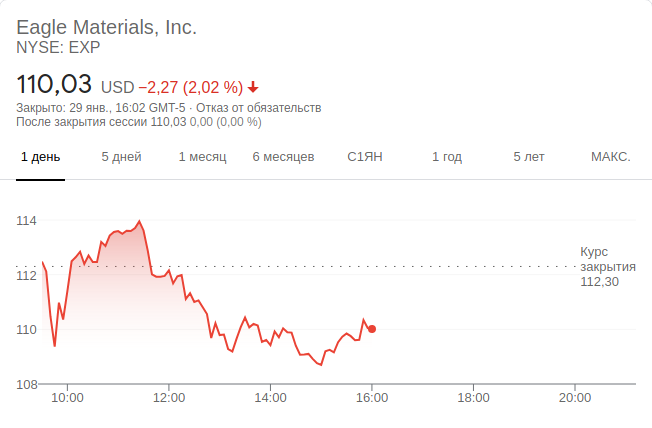 Eagle Materials, Inc.
NYSE: EXP
110,03 USD −2,27 (2,02 %)
Закрыто: 29 янв., 16:02 GMT-5 · Отказ от обязательств
После закрытия сессии 110,03 0,00 (0,00 %)
1 день 5 дней 1 месяц 6 месяцев С1ЯН 1 год 5 лет МАКС.
114
112
110
108
Курс
закрытия
112,30
10:00 12:00 14:00 16:00 18:00 20:00